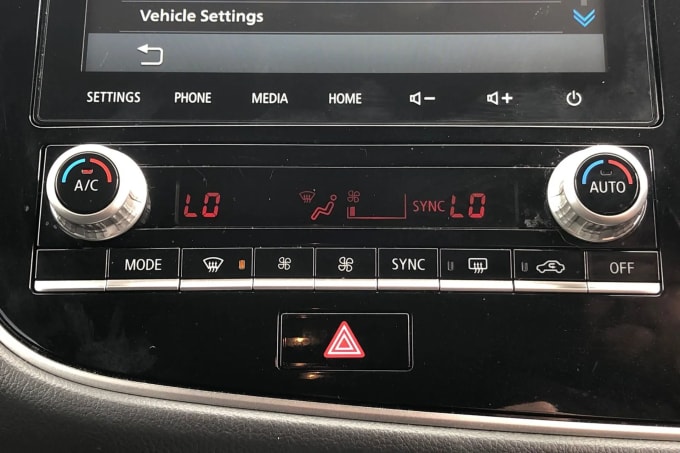 Vehicle Settings
SETTINGS PHONE MEDIA HOME
A/C LO SYNC LO AUTO
MODE SYNC OFF